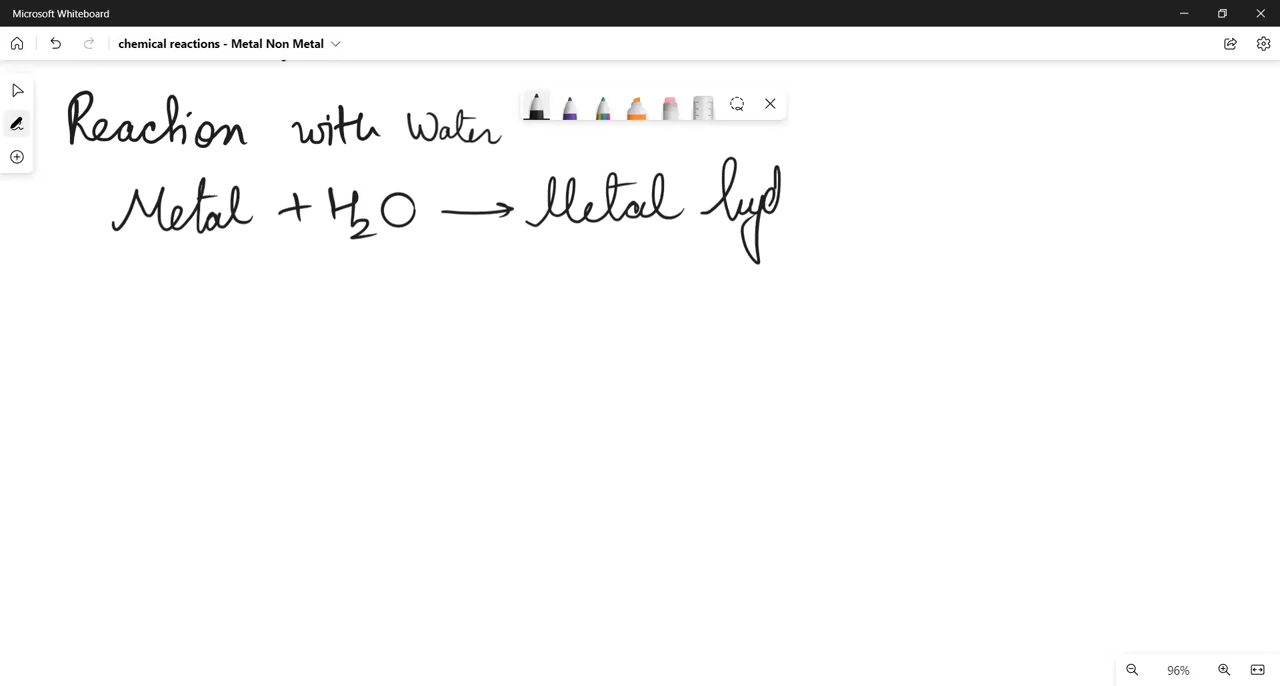 Microsoft Whiteboard
chemical reactions - Metal Non Metal
Reaction with Water
Metal + H₂O → Metal hyd
96%